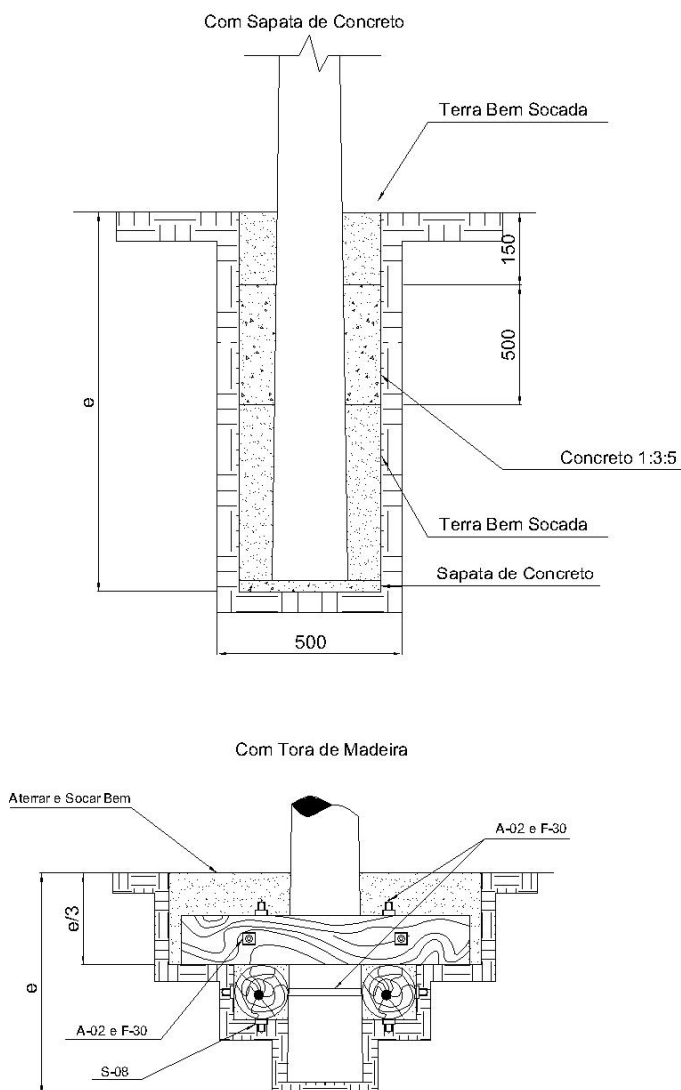 Com Sapata de Concreto
Terra Bem Socada
150
500
e
Concreto 1:3:5
Terra Bem Socada
Sapata de Concreto
500
Com Tora de Madeira
Aterrar e Socar Bem
A-02 e F-30
e/3
e
A-02 e F-30
S-08